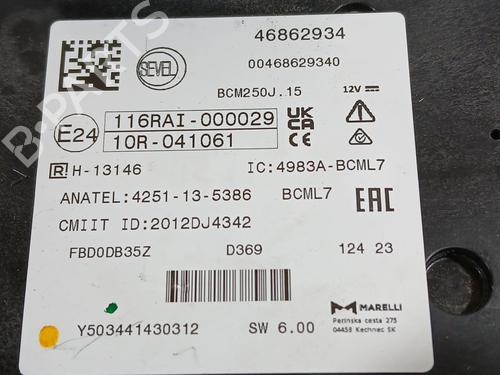 46862934
SEVEL
00468629340
BCM250J.15
12V
E24
116RAI-000029
10R-041061
UK
CA
CE
R H-13146
IC:4983A-BCML7
ANATEL:4251-13-5386
BCML7
EAC
CMIIT ID:2012DJ4342
FBD0DB35Z
D369
124 23
MARELLI
Perinska cesta 275
04458 Kechnec SK
Y503441430312
SW 6.00
B-PARTS